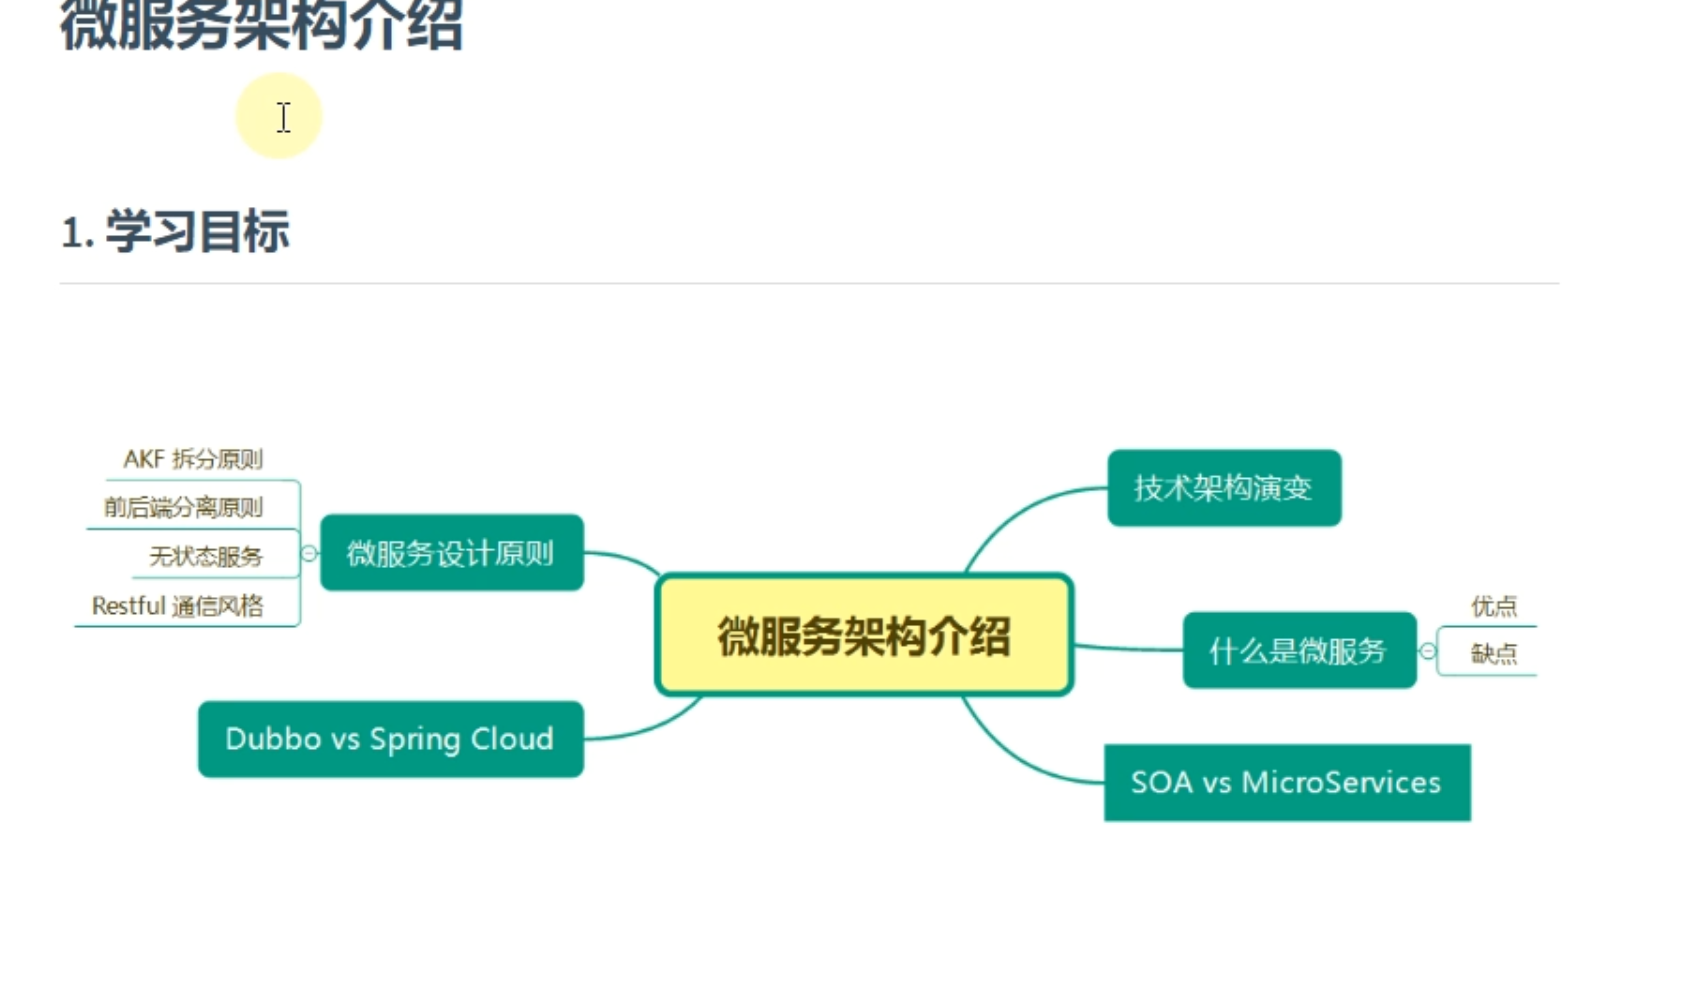 微服务架构介绍
1. 学习目标
AKF 拆分原则
前后端分离原则
无状态服务
Restful 通信风格
微服务设计原则
Dubbo vs Spring Cloud
微服务架构介绍
技术架构演变
什么是微服务
优点
缺点
SOA vs MicroServices